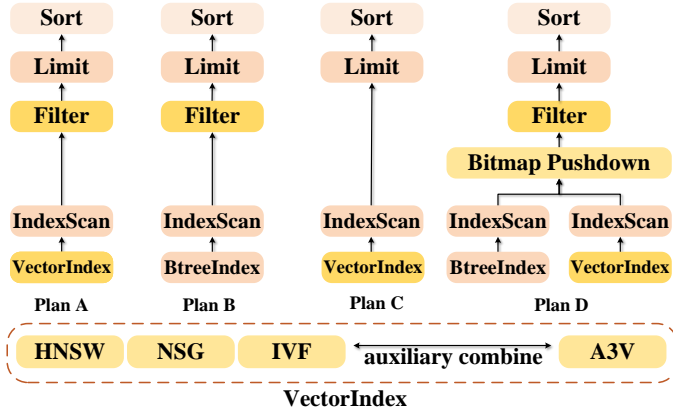 Sort Sort Sort Sort
Limit Limit Limit Limit
Filter Filter Filter
Bitmap Pushdown
IndexScan IndexScan IndexScan IndexScan IndexScan
VectorIndex BtreeIndex VectorIndex BtreeIndex VectorIndex
Plan A Plan B Plan C Plan D
HNSW NSG IVF auxiliary combine A3V
VectorIndex